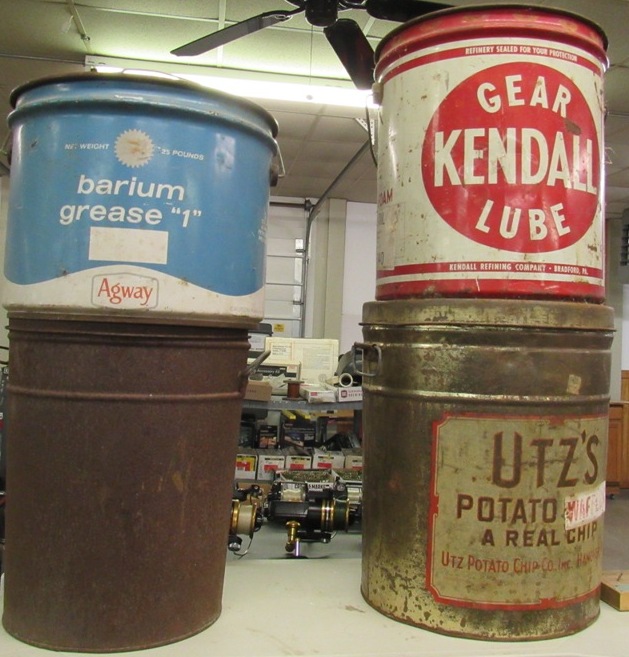 NET WEIGHT 25 POUNDS
barium
grease "1"
Agway
REFINERY SEALED FOR YOUR PROTECTION
GEAR
KENDALL
LUBE
KENDALL REFINING COMPANY • BRADFORD, PA.
UTZ'S
POTATO
A REAL CHIP
UTZ POTATO CHIP CO. INC.